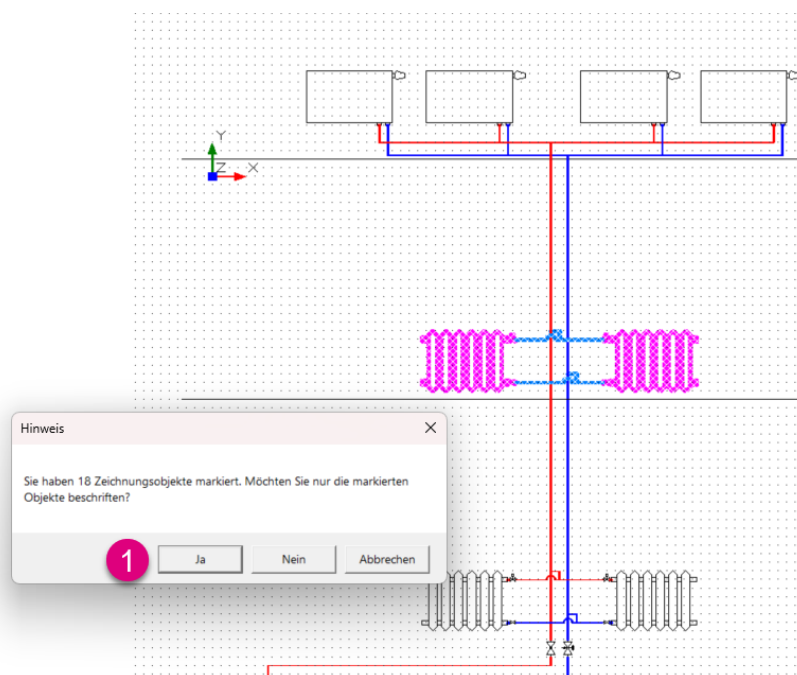 Y
Z
X
Hinweis
Sie haben 18 Zeichnungsobjekte markiert. Möchten Sie nur die markierten
Objekte beschriften?
1
Ja
Nein
Abbrechen